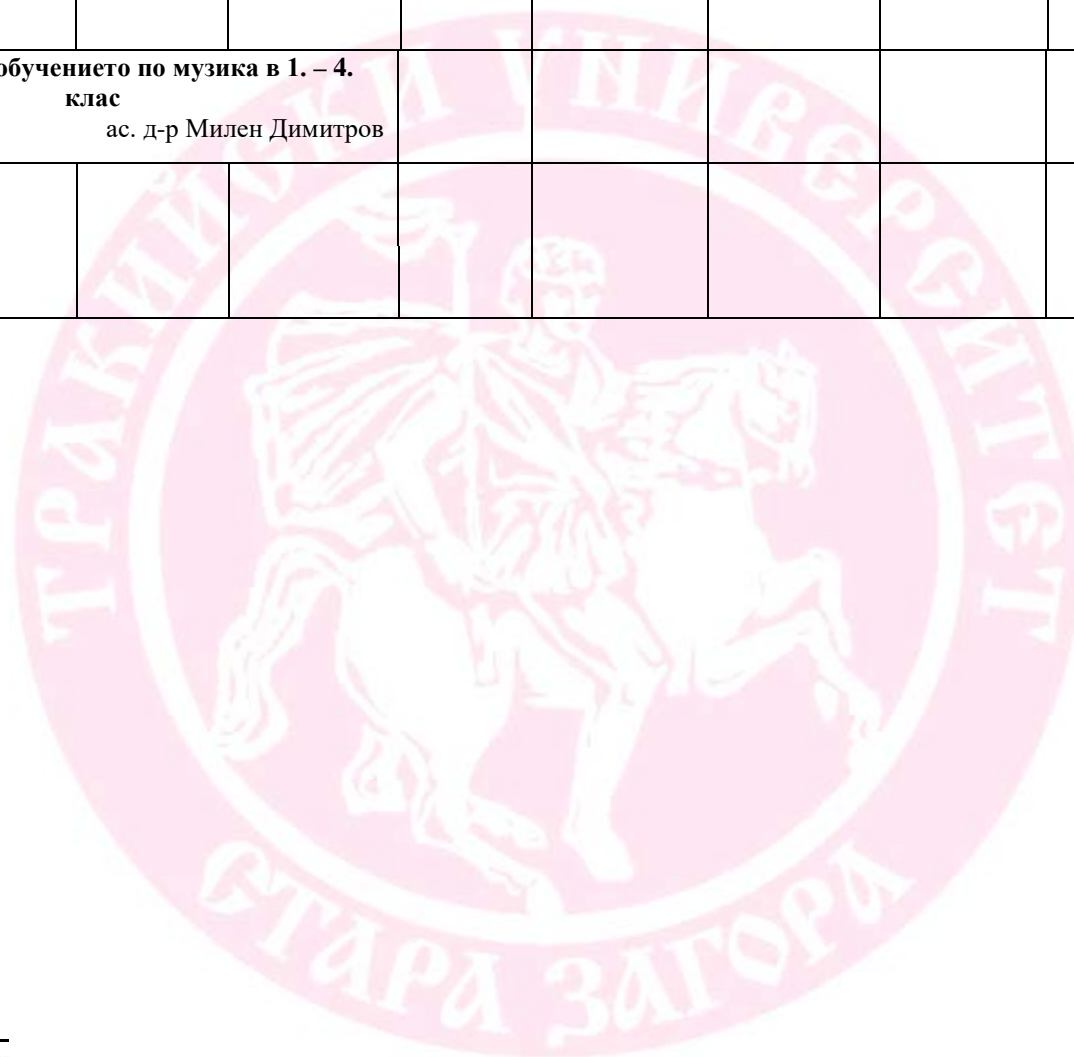 обучението по музика в 1. – 4.
клас
ас. д-р Милен Димитров
ТРАКИЙСКИ УНИВЕРСИТЕТ
СТАРА ЗАГОРА